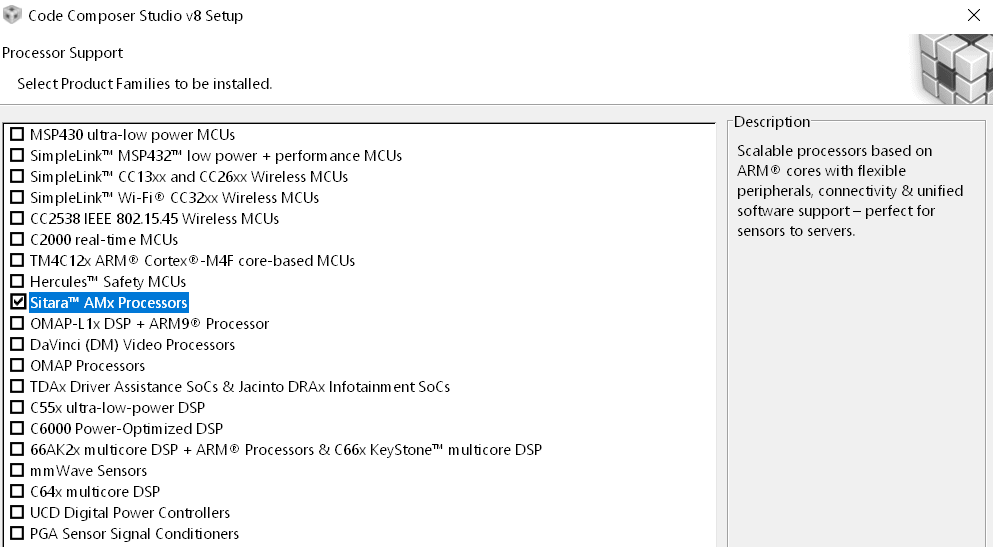 Code Composer Studio v8 Setup
Processor Support
Select Product Families to be installed.
MSP430 ultra-low power MCUs
SimpleLink™ MSP432™ low power + performance MCUs
SimpleLink™ CC13xx and CC26xx Wireless MCUs
SimpleLink™ Wi-Fi® CC32xx Wireless MCUs
CC2538 IEEE 802.15.45 Wireless MCUs
C2000 real-time MCUs
TM4C12x ARM® Cortex®-M4F core-based MCUs
Hercules™ Safety MCUs
Sitara™ AMx Processors
OMAP-L1x DSP + ARM9® Processor
DaVinci (DM) Video Processors
OMAP Processors
TDAx Driver Assistance SoCs & Jacinto DRAx Infotainment SoCs
C55x ultra-low-power DSP
C6000 Power-Optimized DSP
66AK2x multicore DSP + ARM® Processors & C66x KeyStone™ multicore DSP
mmWave Sensors
C64x multicore DSP
UCD Digital Power Controllers
PGA Sensor Signal Conditioners
Description
Scalable processors based on
ARM® cores with flexible
peripherals, connectivity & unified
software support – perfect for
sensors to servers.